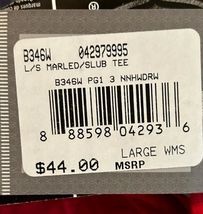 B346W 042979995
L/S MARLED/SLUB TEE
B346W PG1 3 NNHWDRW
8 88598 04293 6
LARGE WMS
$44.00 MSRP